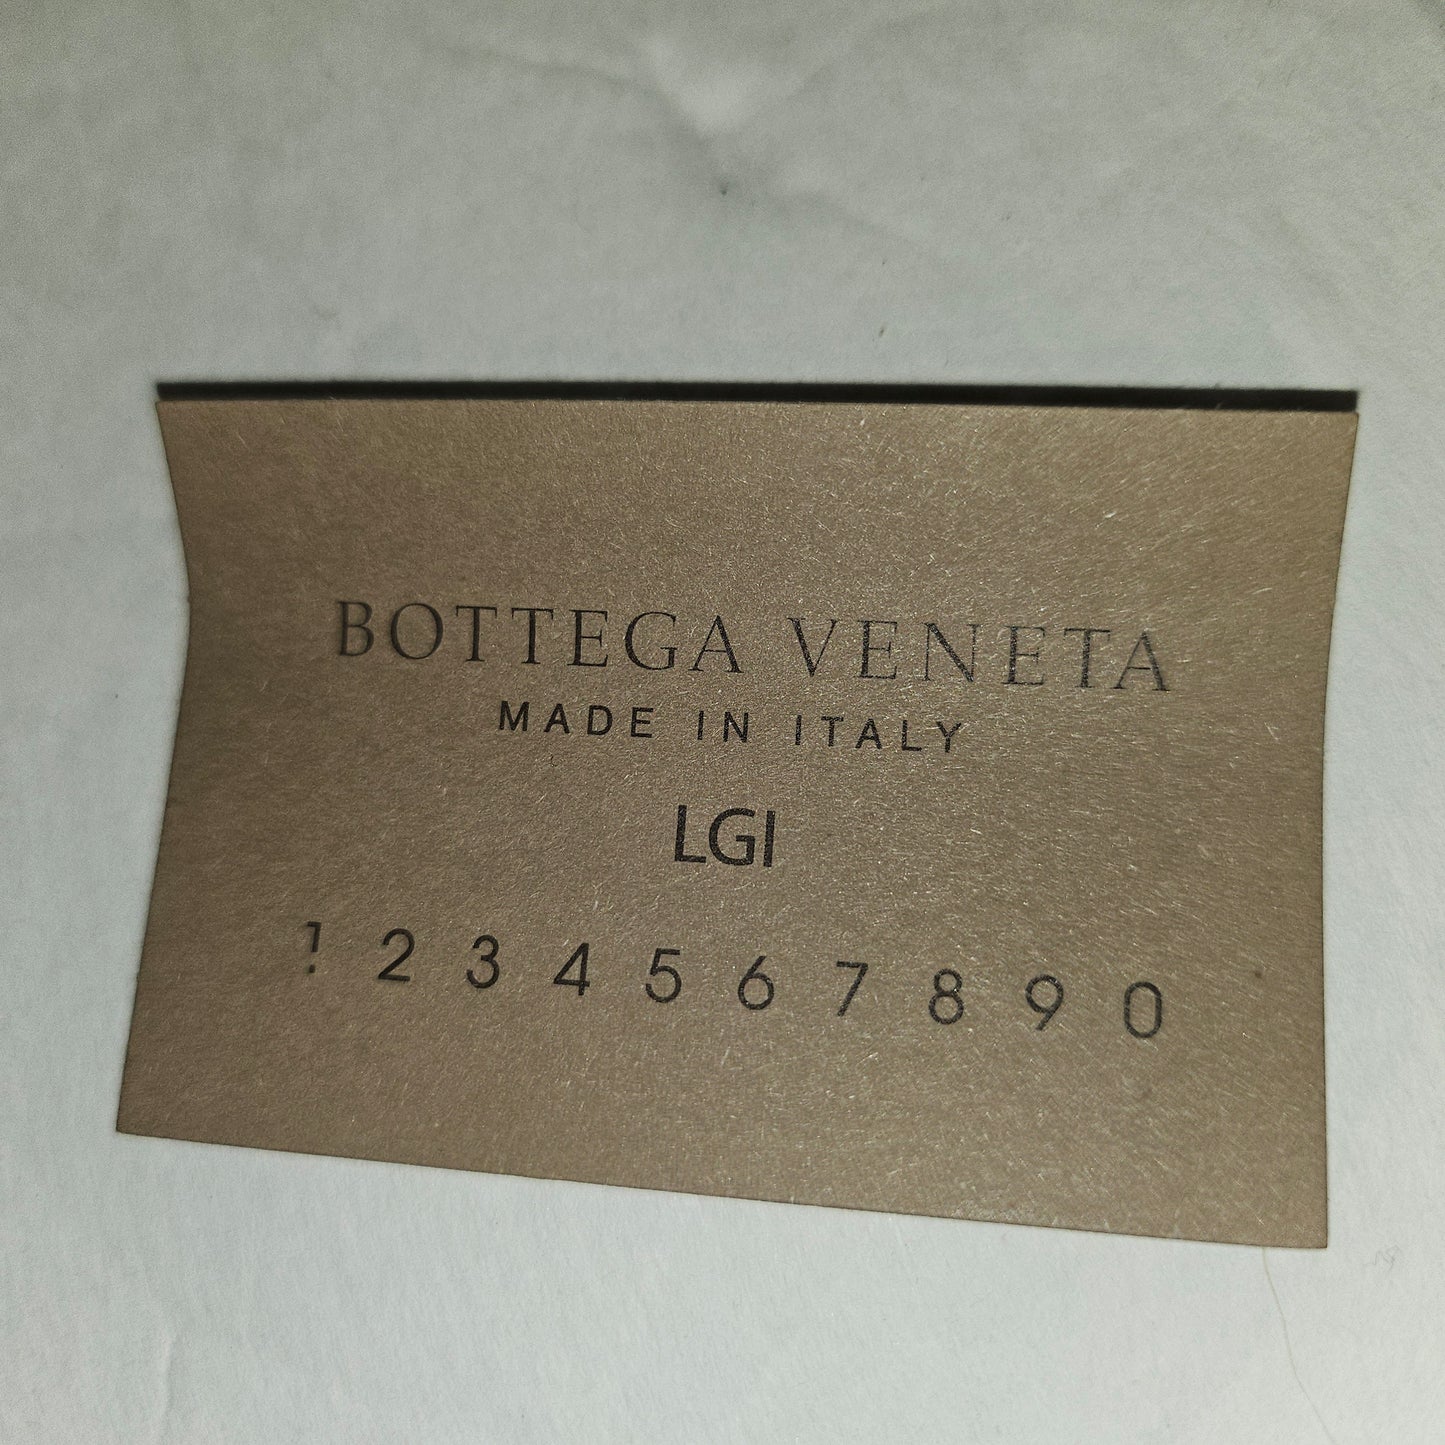 BOTTEGA VENETA
MADE IN ITALY
LGI
1 2 3 4 5 6 7 8 9 0